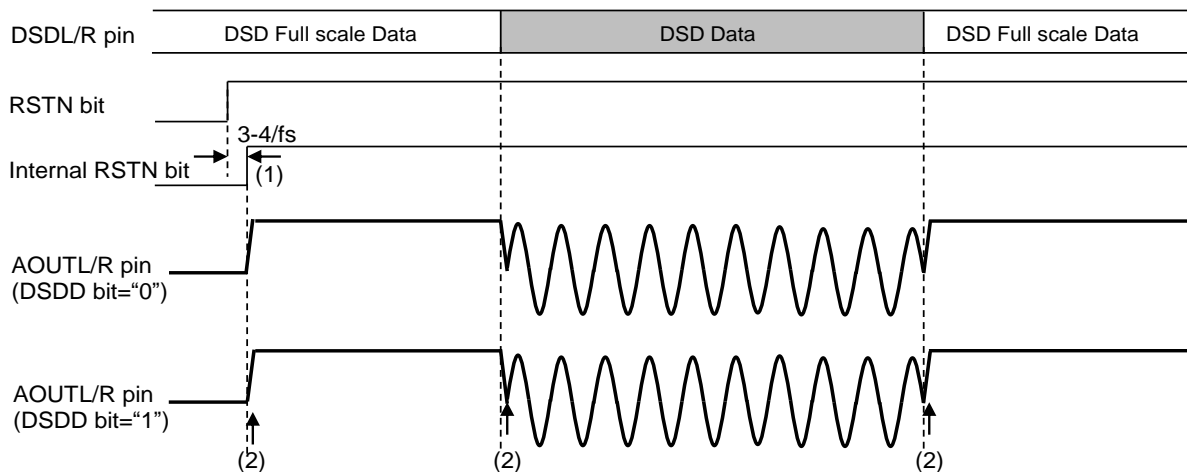 DSDL/R pin
DSD Full scale Data
DSD Data
DSD Full scale Data
RSTN bit
3-4/fs
Internal RSTN bit
(1)
AOUTL/R pin
(DSDD bit=“0”)
AOUTL/R pin
(DSDD bit=“1”)
(2)
(2)
(2)